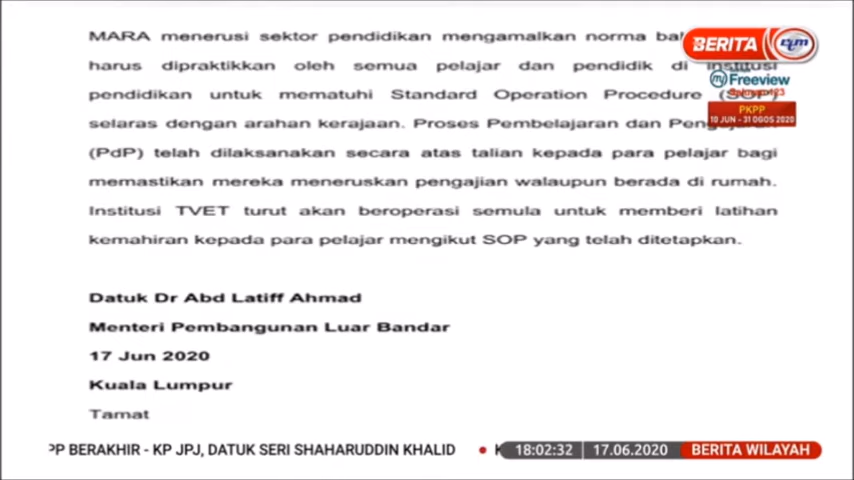 MARA menerusi sektor pendidikan mengamalkan norma
BERITA RTM
harus dipraktikkan oleh semua pelajar dan pendidik di institusi
my Freeview
pendidikan untuk mematuhi Standard Operation Procedure (SOP)
PKPP
10 JUN - 31 OGOS 2020
selaras dengan arahan kerajaan. Proses Pembelajaran dan
(PdP) telah dilaksanakan secara atas talian kepada para pelajar bagi
memastikan mereka meneruskan pengajian walaupun berada di rumah.
Institusi TVET turut akan beroperasi semula untuk memberi latihan
kemahiran kepada para pelajar mengikut SOP yang telah ditetapkan.
Datuk Dr Abd Latiff Ahmad
Menteri Pembangunan Luar Bandar
17 Jun 2020
Kuala Lumpur
Tamat
PP BERAKHIR - KP JPJ, DATUK SERI SHAHARUDDIN KHALID
18:02:32 17.06.2020 BERITA WILAYAH